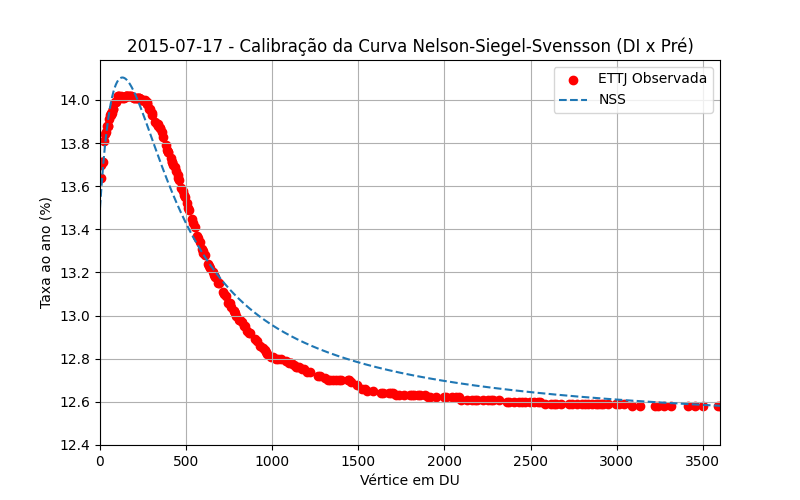 2015-07-17 - Calibração da Curva Nelson-Siegel-Svensson (DI x Pré)
ETTJ Observada
NSS
Taxa ao ano (%)
14.0
13.8
13.6
13.4
13.2
13.0
12.8
12.6
12.4
0 500 1000 1500 2000 2500 3000 3500
Vértice em DU